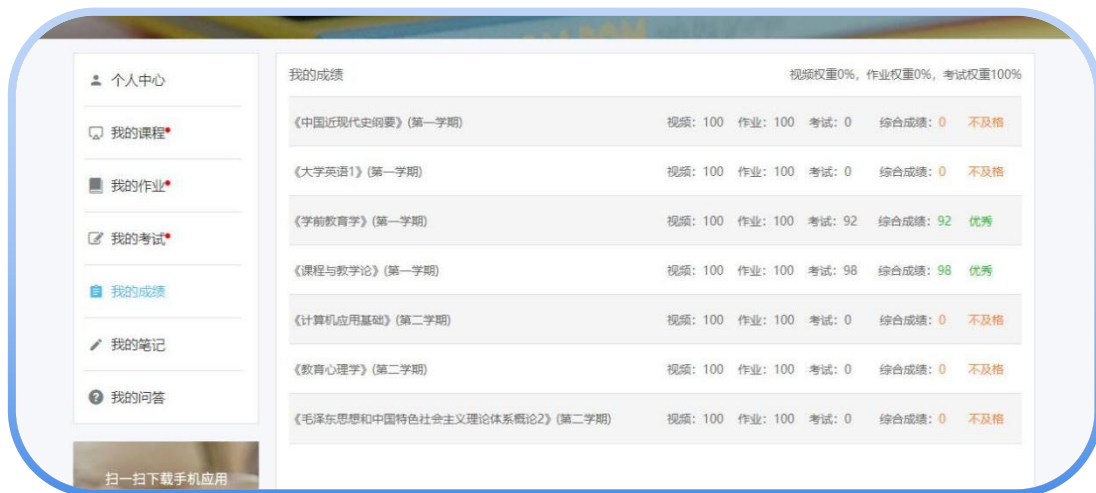 个人中心
我的课程
我的作业
我的考试
我的成绩
我的笔记
我的问答
扫一扫下载手机应用
我的成绩 视频权重0%, 作业权重0%, 考试权重100%
《中国近现代史纲要》(第一学期) 视频: 100 作业: 100 考试: 0 综合成绩: 0 不及格
《大学英语1》(第一学期) 视频: 100 作业: 100 考试: 0 综合成绩: 0 不及格
《学前教育学》(第一学期) 视频: 100 作业: 100 考试: 92 综合成绩: 92 优秀
《课程与教学论》(第一学期) 视频: 100 作业: 100 考试: 98 综合成绩: 98 优秀
《计算机应用基础》(第二学期) 视频: 100 作业: 100 考试: 0 综合成绩: 0 不及格
《教育心理学》(第二学期) 视频: 100 作业: 100 考试: 0 综合成绩: 0 不及格
《毛泽东思想和中国特色社会主义理论体系概论2》(第二学期) 视频: 100 作业: 100 考试: 0 综合成绩: 0 不及格